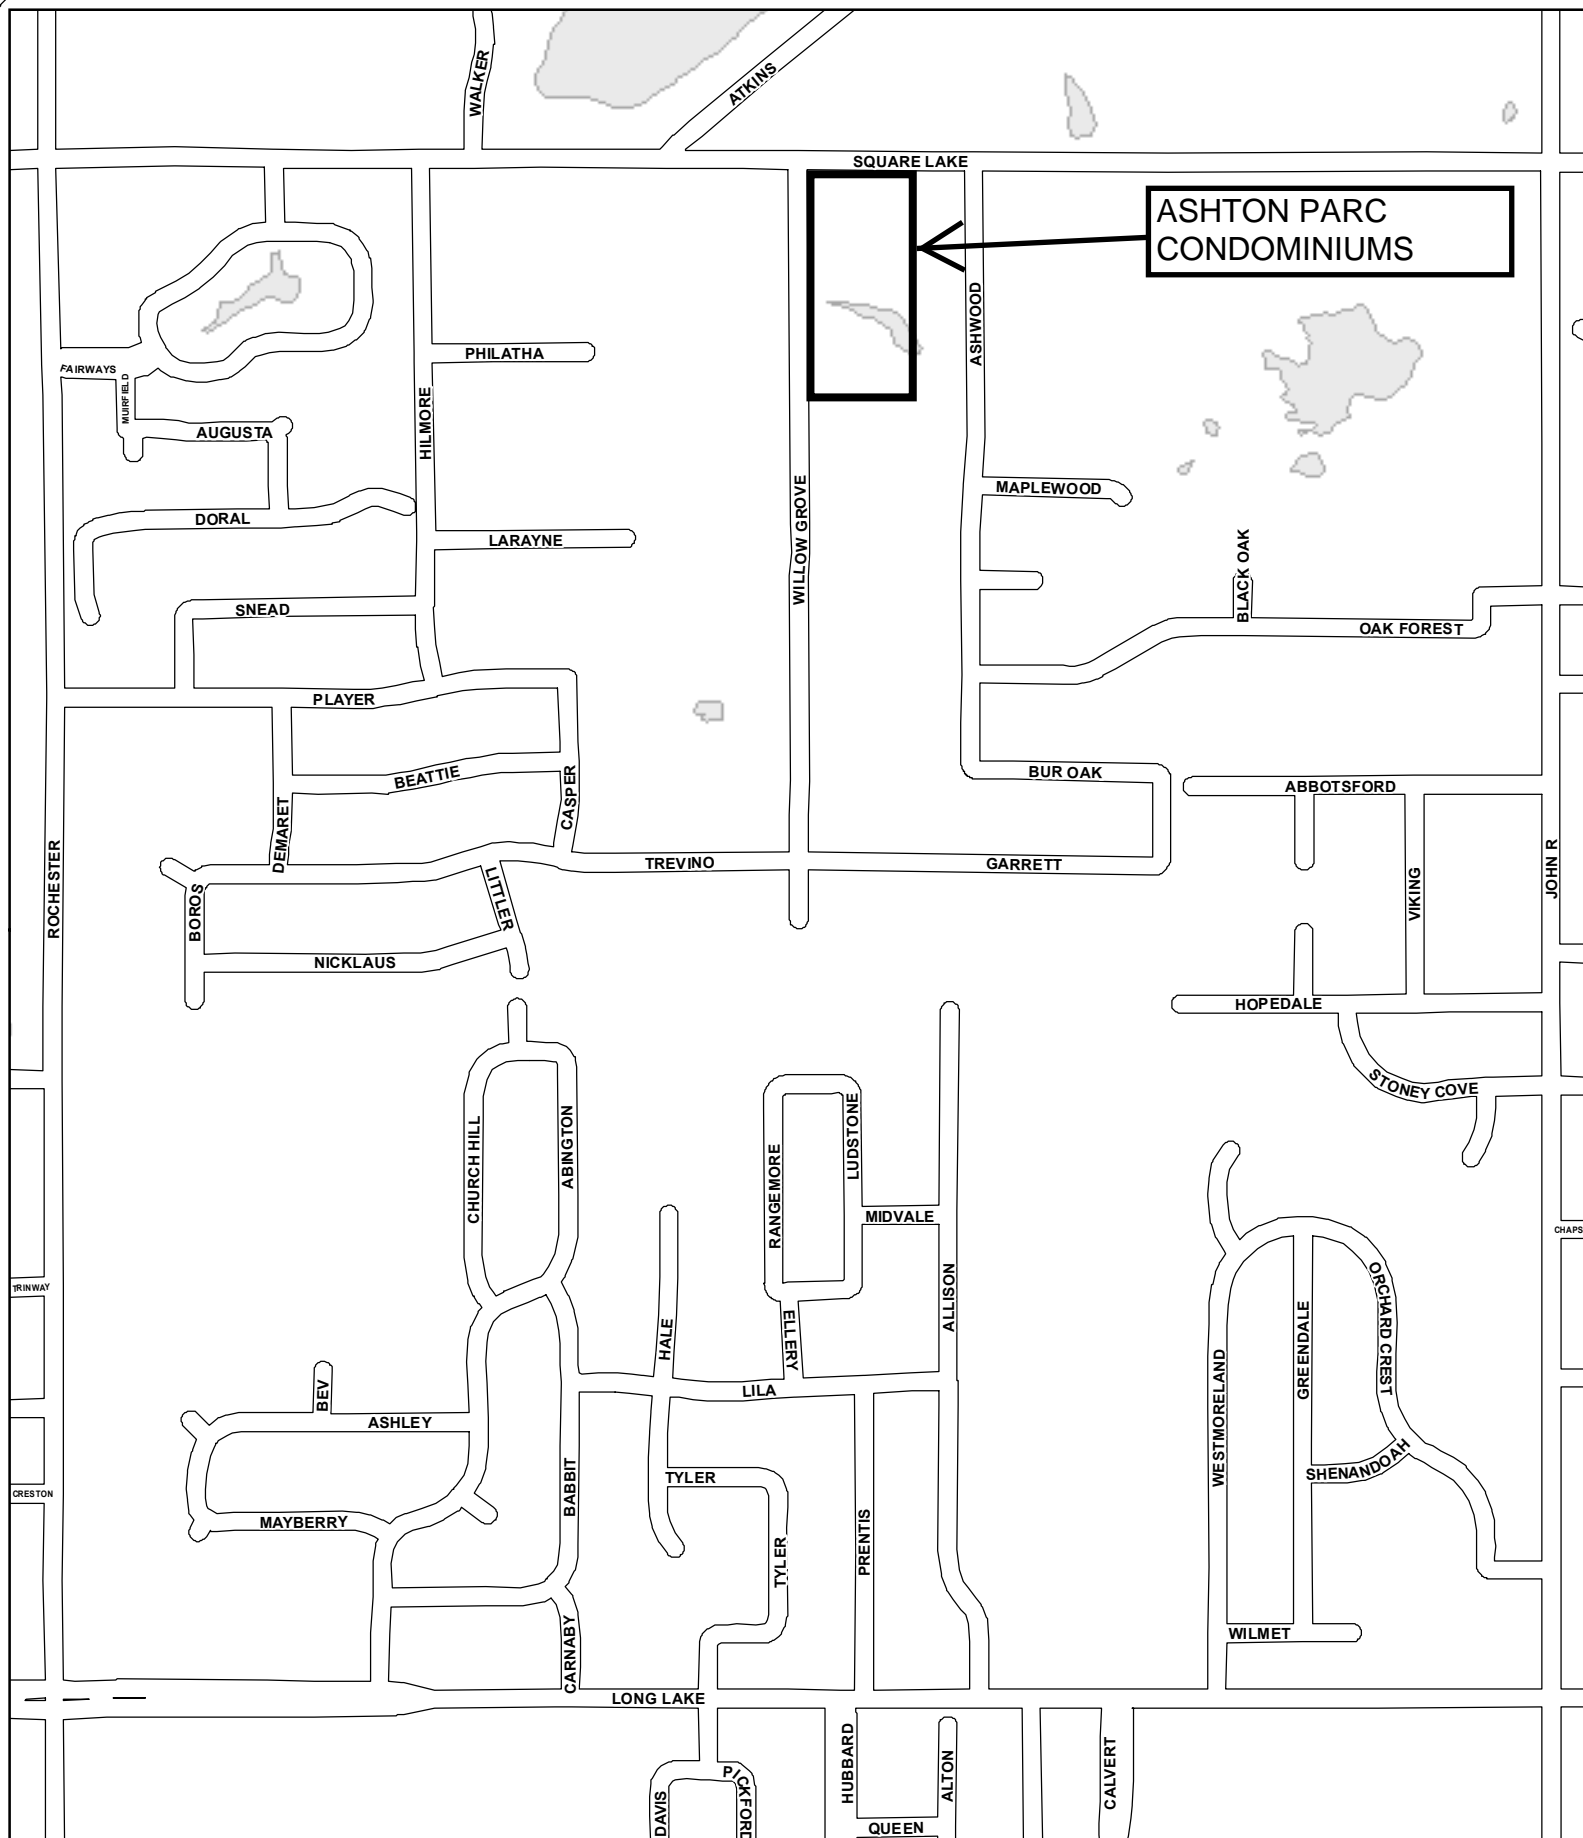 WALKER
ATKINS
SQUARE LAKE
ASHTON PARC
CONDOMINIUMS
ASHWOOD
PHILATHA
FAIRWAYS
MUIRFIELD
HILMORE
AUGUSTA
MAPLEWOOD
WILLOW GROVE
DORAL
LARAYNE
BLACK OAK
SNEAD
OAK FOREST
PLAYER
BEATTIE
CASPER
BUR OAK
ABBOTSFORD
DEMARET
ROCHESTER
TREVINO
GARRETT
JOHN R
BOROS
LITTLER
VIKING
NICKLAUS
HOPEDALE
STONEY COVE
CHURCH HILL
ABINGTON
RANGEMORE
LUDSTONE
MIDVALE
CHAPS
TRINWAY
ALLISON
ORCHARD CREST
HALE
ELLERY
GREENDALE
LILA
BEV
ASHLEY
WESTMORELAND
BABBIT
TYLER
SHENANDOAH
CRESTON
MAYBERRY
TYLER
PRENTIS
CARNABY
WILMET
LONG LAKE
HUBBARD
ALTON
CALVERT
DAVIS
PICKFORD
QUEEN